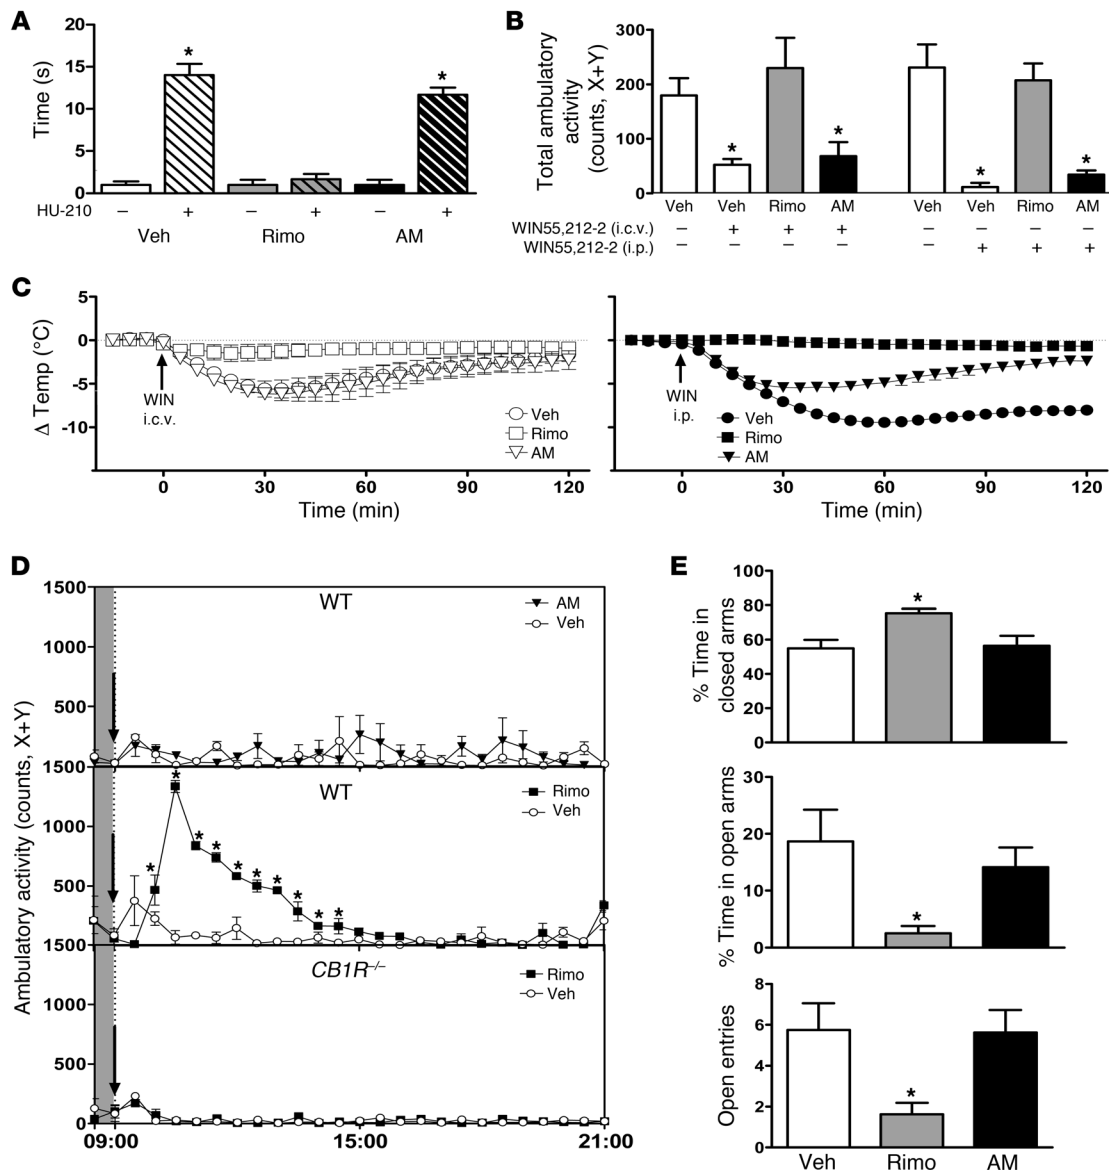 A
Time (s)
20
15
10
5
0
*
*
HU-210
– + – + – +
Veh Rimo AM
B
Total ambulatory
activity
(counts, X+Y)
300
200
100
0
* * * *
Veh Veh Rimo AM Veh Veh Rimo AM
WIN55,212-2 (i.c.v.) – + + + – – – –
WIN55,212-2 (i.p.) – – – – – + + +
C
Δ Temp (°C)
5
0
-5
-10
WIN
i.c.v.
Veh
Rimo
AM
0 30 60 90 120
Time (min)
WIN
i.p.
Veh
Rimo
AM
0 30 60 90 120
Time (min)
D
Ambulatory activity (counts, X+Y)
1500
1000
500
WT
AM
Veh
1500
1000
500
WT
Rimo
Veh
* * * * * * * * * *
1500
1000
500
0
CB1R–/–
Rimo
Veh
09:00 15:00 21:00
E
% Time in
closed arms
100
80
60
40
20
0
*
% Time in open arms
30
20
10
0
*
Open entries
8
6
4
2
0
*
Veh Rimo AM